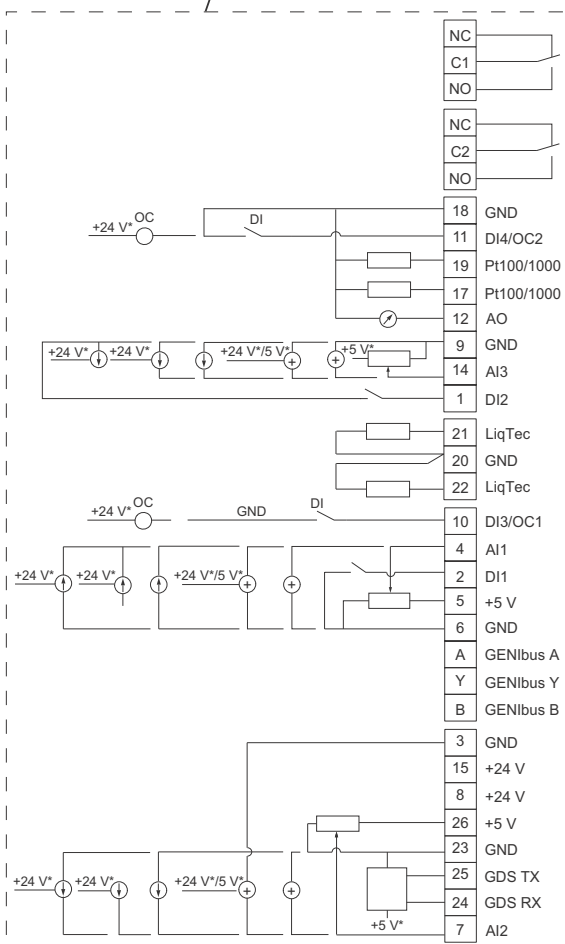 NC
C1
NO
NC
C2
NO
18 GND
+24 V* OC DI 11 DI4/OC2
19 Pt100/1000
17 Pt100/1000
12 AO
9 GND
+24 V* +24 V* +24 V*/5 V* +5 V* 14 AI3
1 DI2
21 LiqTec
20 GND
22 LiqTec
+24 V* OC GND DI 10 DI3/OC1
4 AI1
+24 V* +24 V* +24 V*/5 V* 2 DI1
5 +5 V
6 GND
A GENIbus A
Y GENIbus Y
B GENIbus B
3 GND
15 +24 V
8 +24 V
26 +5 V
23 GND
25 GDS TX
+24 V* +24 V* +24 V*/5 V* 24 GDS RX
+5 V* 7 AI2